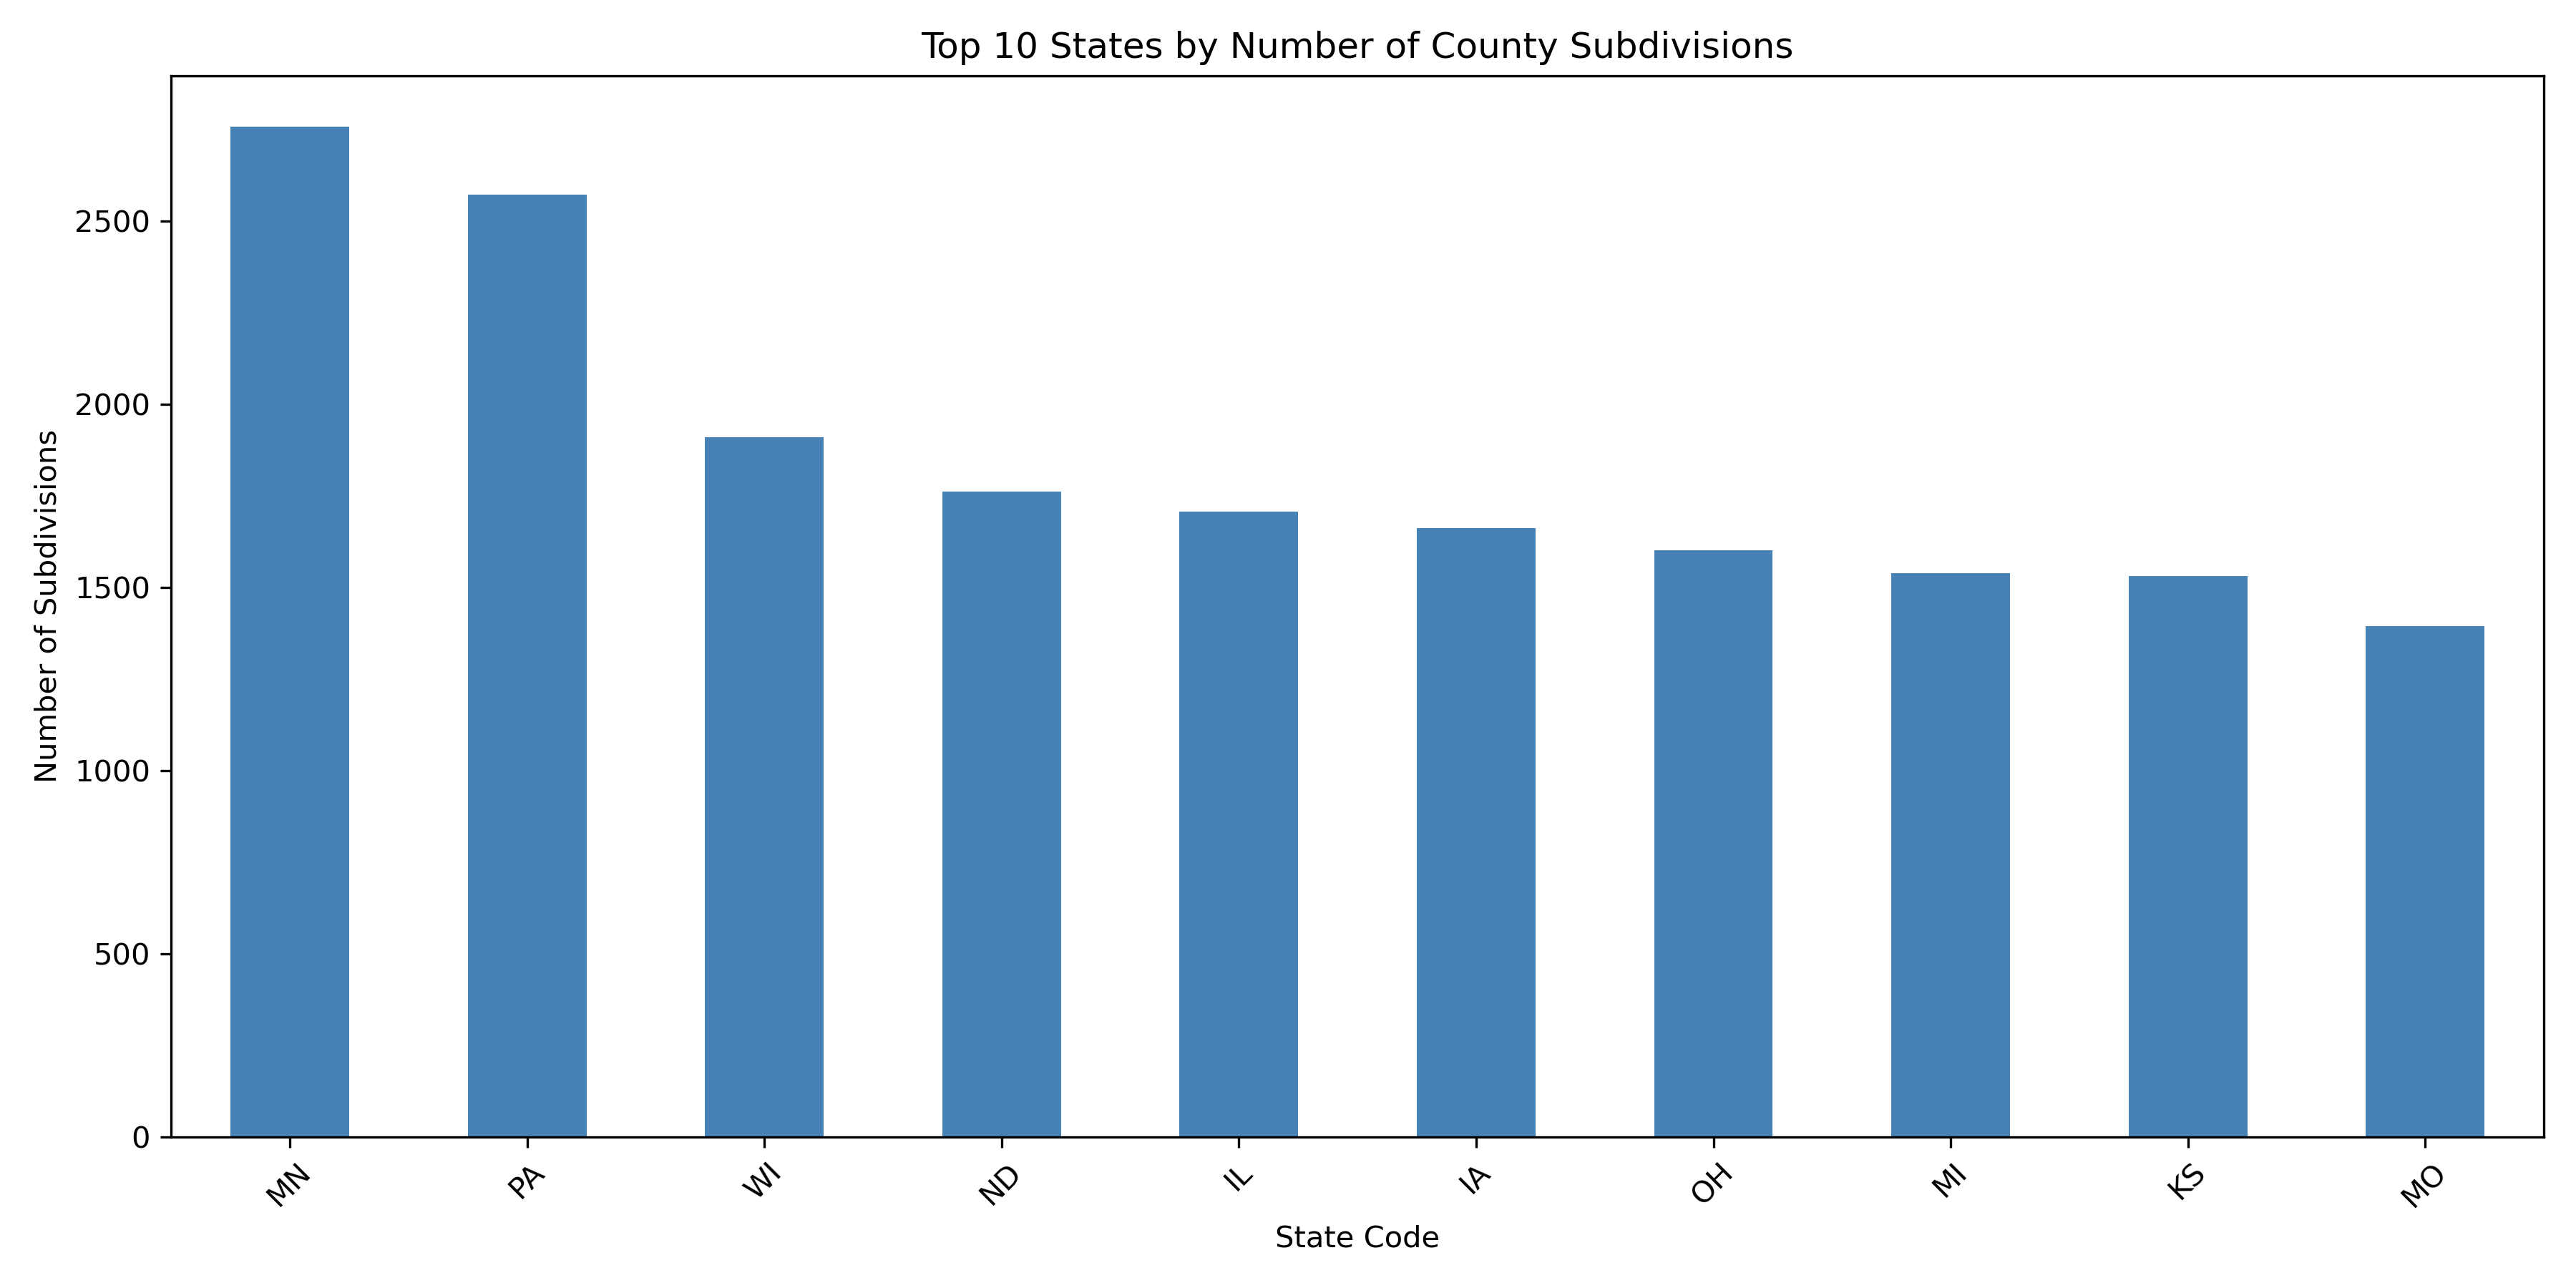 Top 10 States by Number of County Subdivisions
Number of Subdivisions
2500
2000
1500
1000
500
0
MN
PA
WI
ND
IL
IA
OH
MI
KS
MO
State Code